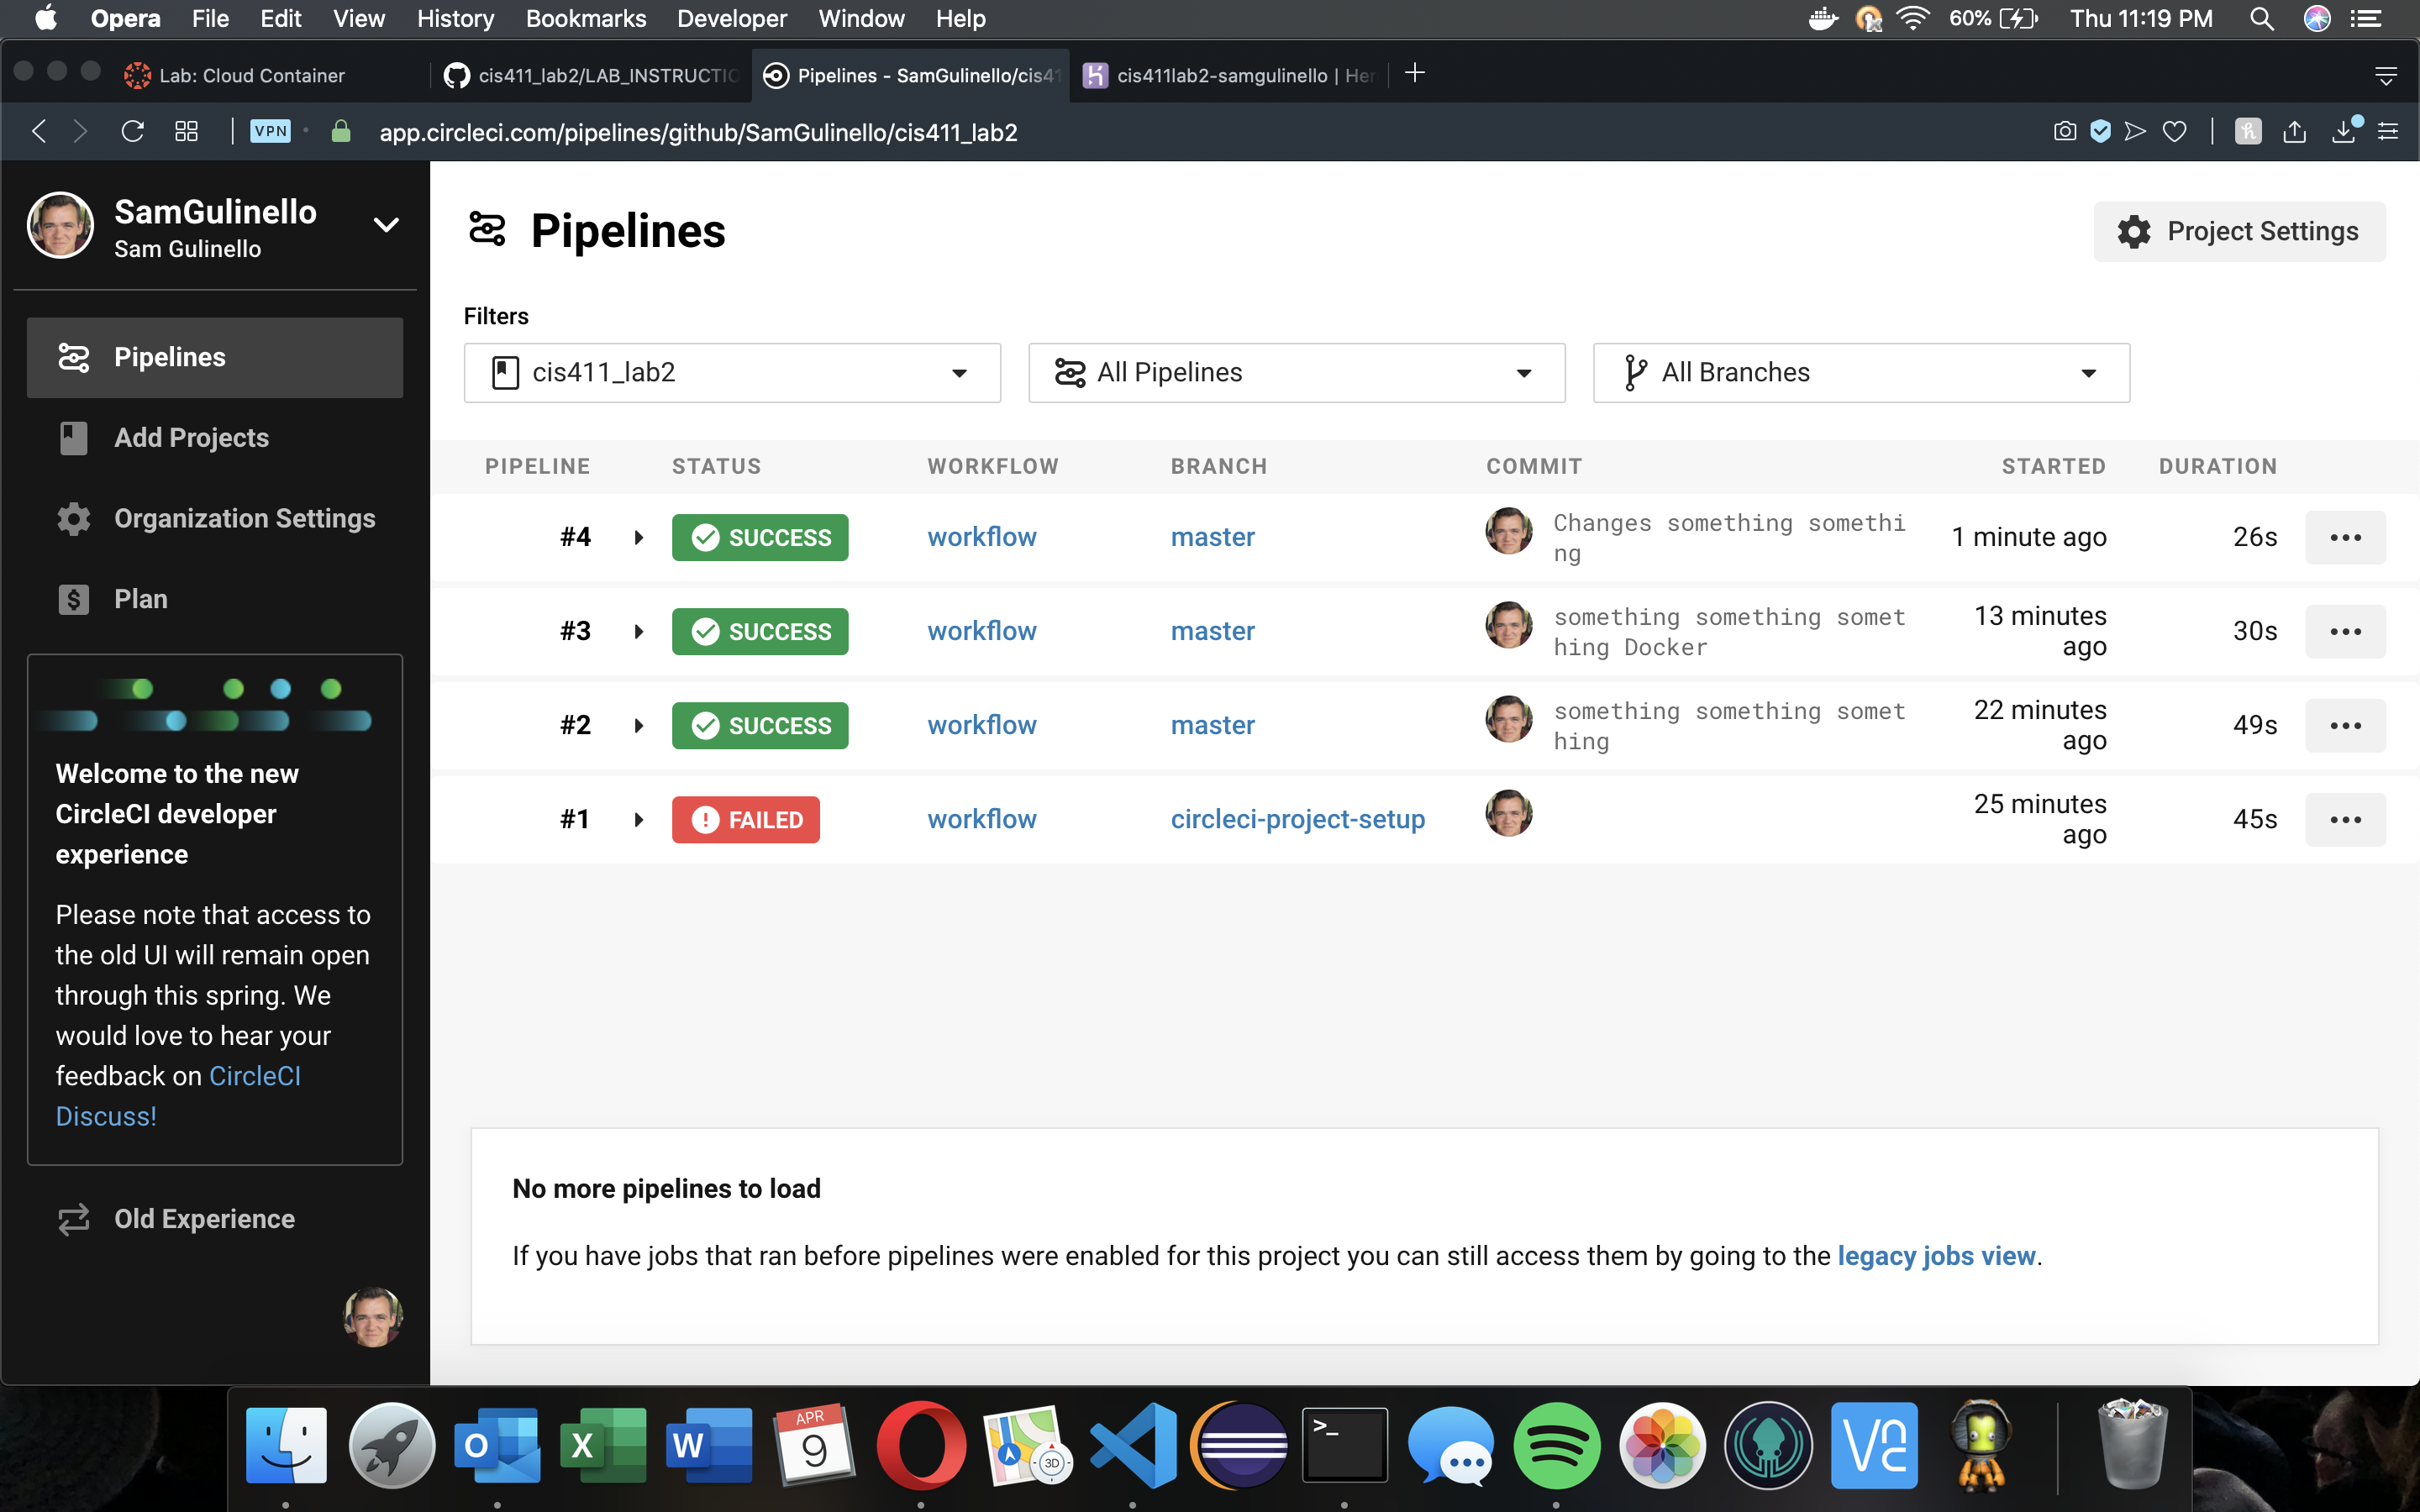 Opera File Edit View History Bookmarks Developer Window Help 60% Thu 11:19 PM
Lab: Cloud Container
cis411_lab2/LAB_INSTRUCTIC
Pipelines - SamGulinello/cis41
cis411lab2-samgulinello | Her
VPN app.circleci.com/pipelines/github/SamGulinello/cis411_lab2
SamGulinello
Sam Gulinello
Pipelines
Add Projects
Organization Settings
Plan
Welcome to the new
CircleCI developer
experience
Please note that access to
the old UI will remain open
through this spring. We
would love to hear your
feedback on CircleCI
Discuss!
Old Experience
Pipelines
Project Settings
Filters
cis411_lab2 All Pipelines All Branches
PIPELINE STATUS WORKFLOW BRANCH COMMIT STARTED DURATION
#4 SUCCESS workflow master Changes something somethi
ng 1 minute ago 26s
#3 SUCCESS workflow master something something somet
hing Docker 13 minutes
ago 30s
#2 SUCCESS workflow master something something somet
hing 22 minutes
ago 49s
#1 FAILED workflow circleci-project-setup 25 minutes
ago 45s
No more pipelines to load
If you have jobs that ran before pipelines were enabled for this project you can still access them by going to the legacy jobs view.
APR
9
3D